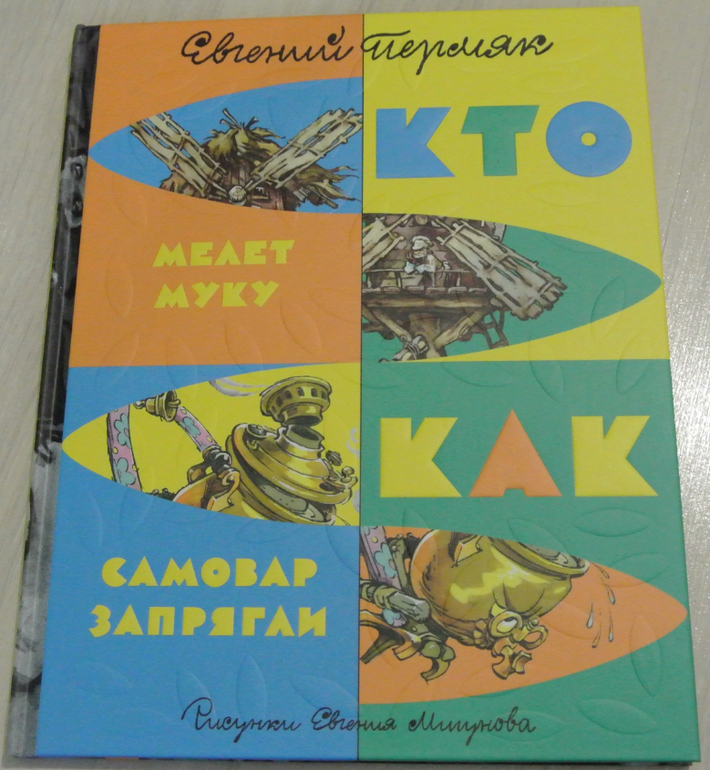 Евгений Пермяк
КТО
МЕЛЕТ
МУКУ
КАК
САМОВАР
ЗАПРЯГЛИ
Рисунки Евгения Мигунова